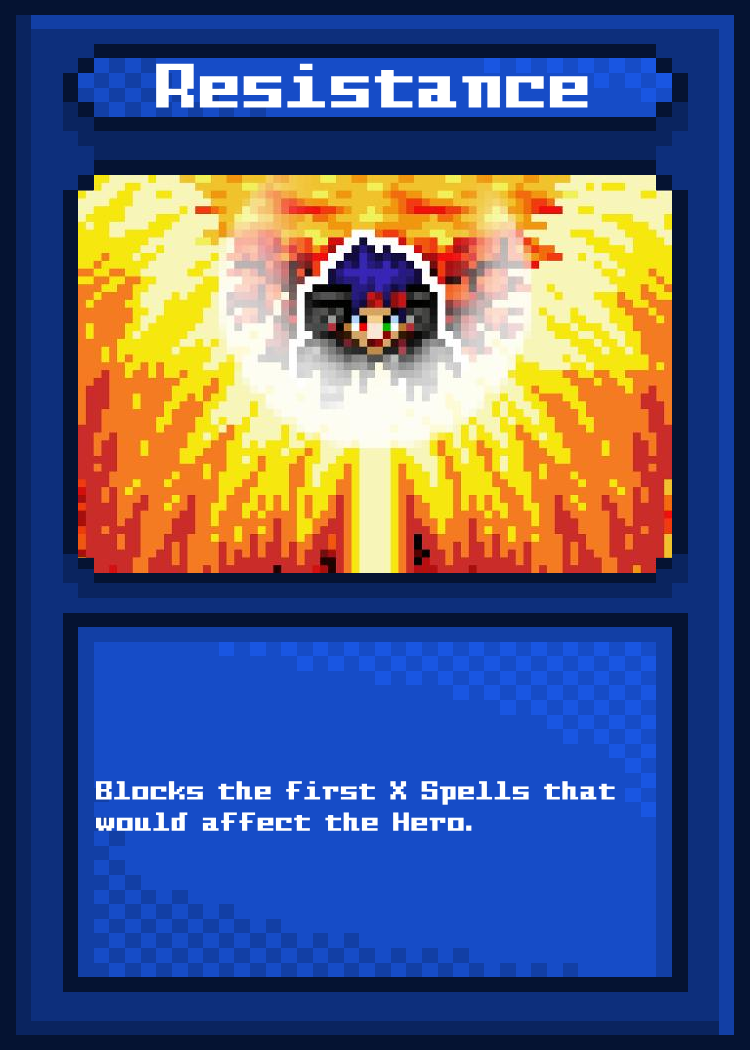 Resistance
Blocks the first X Spells that
would affect the Hero.